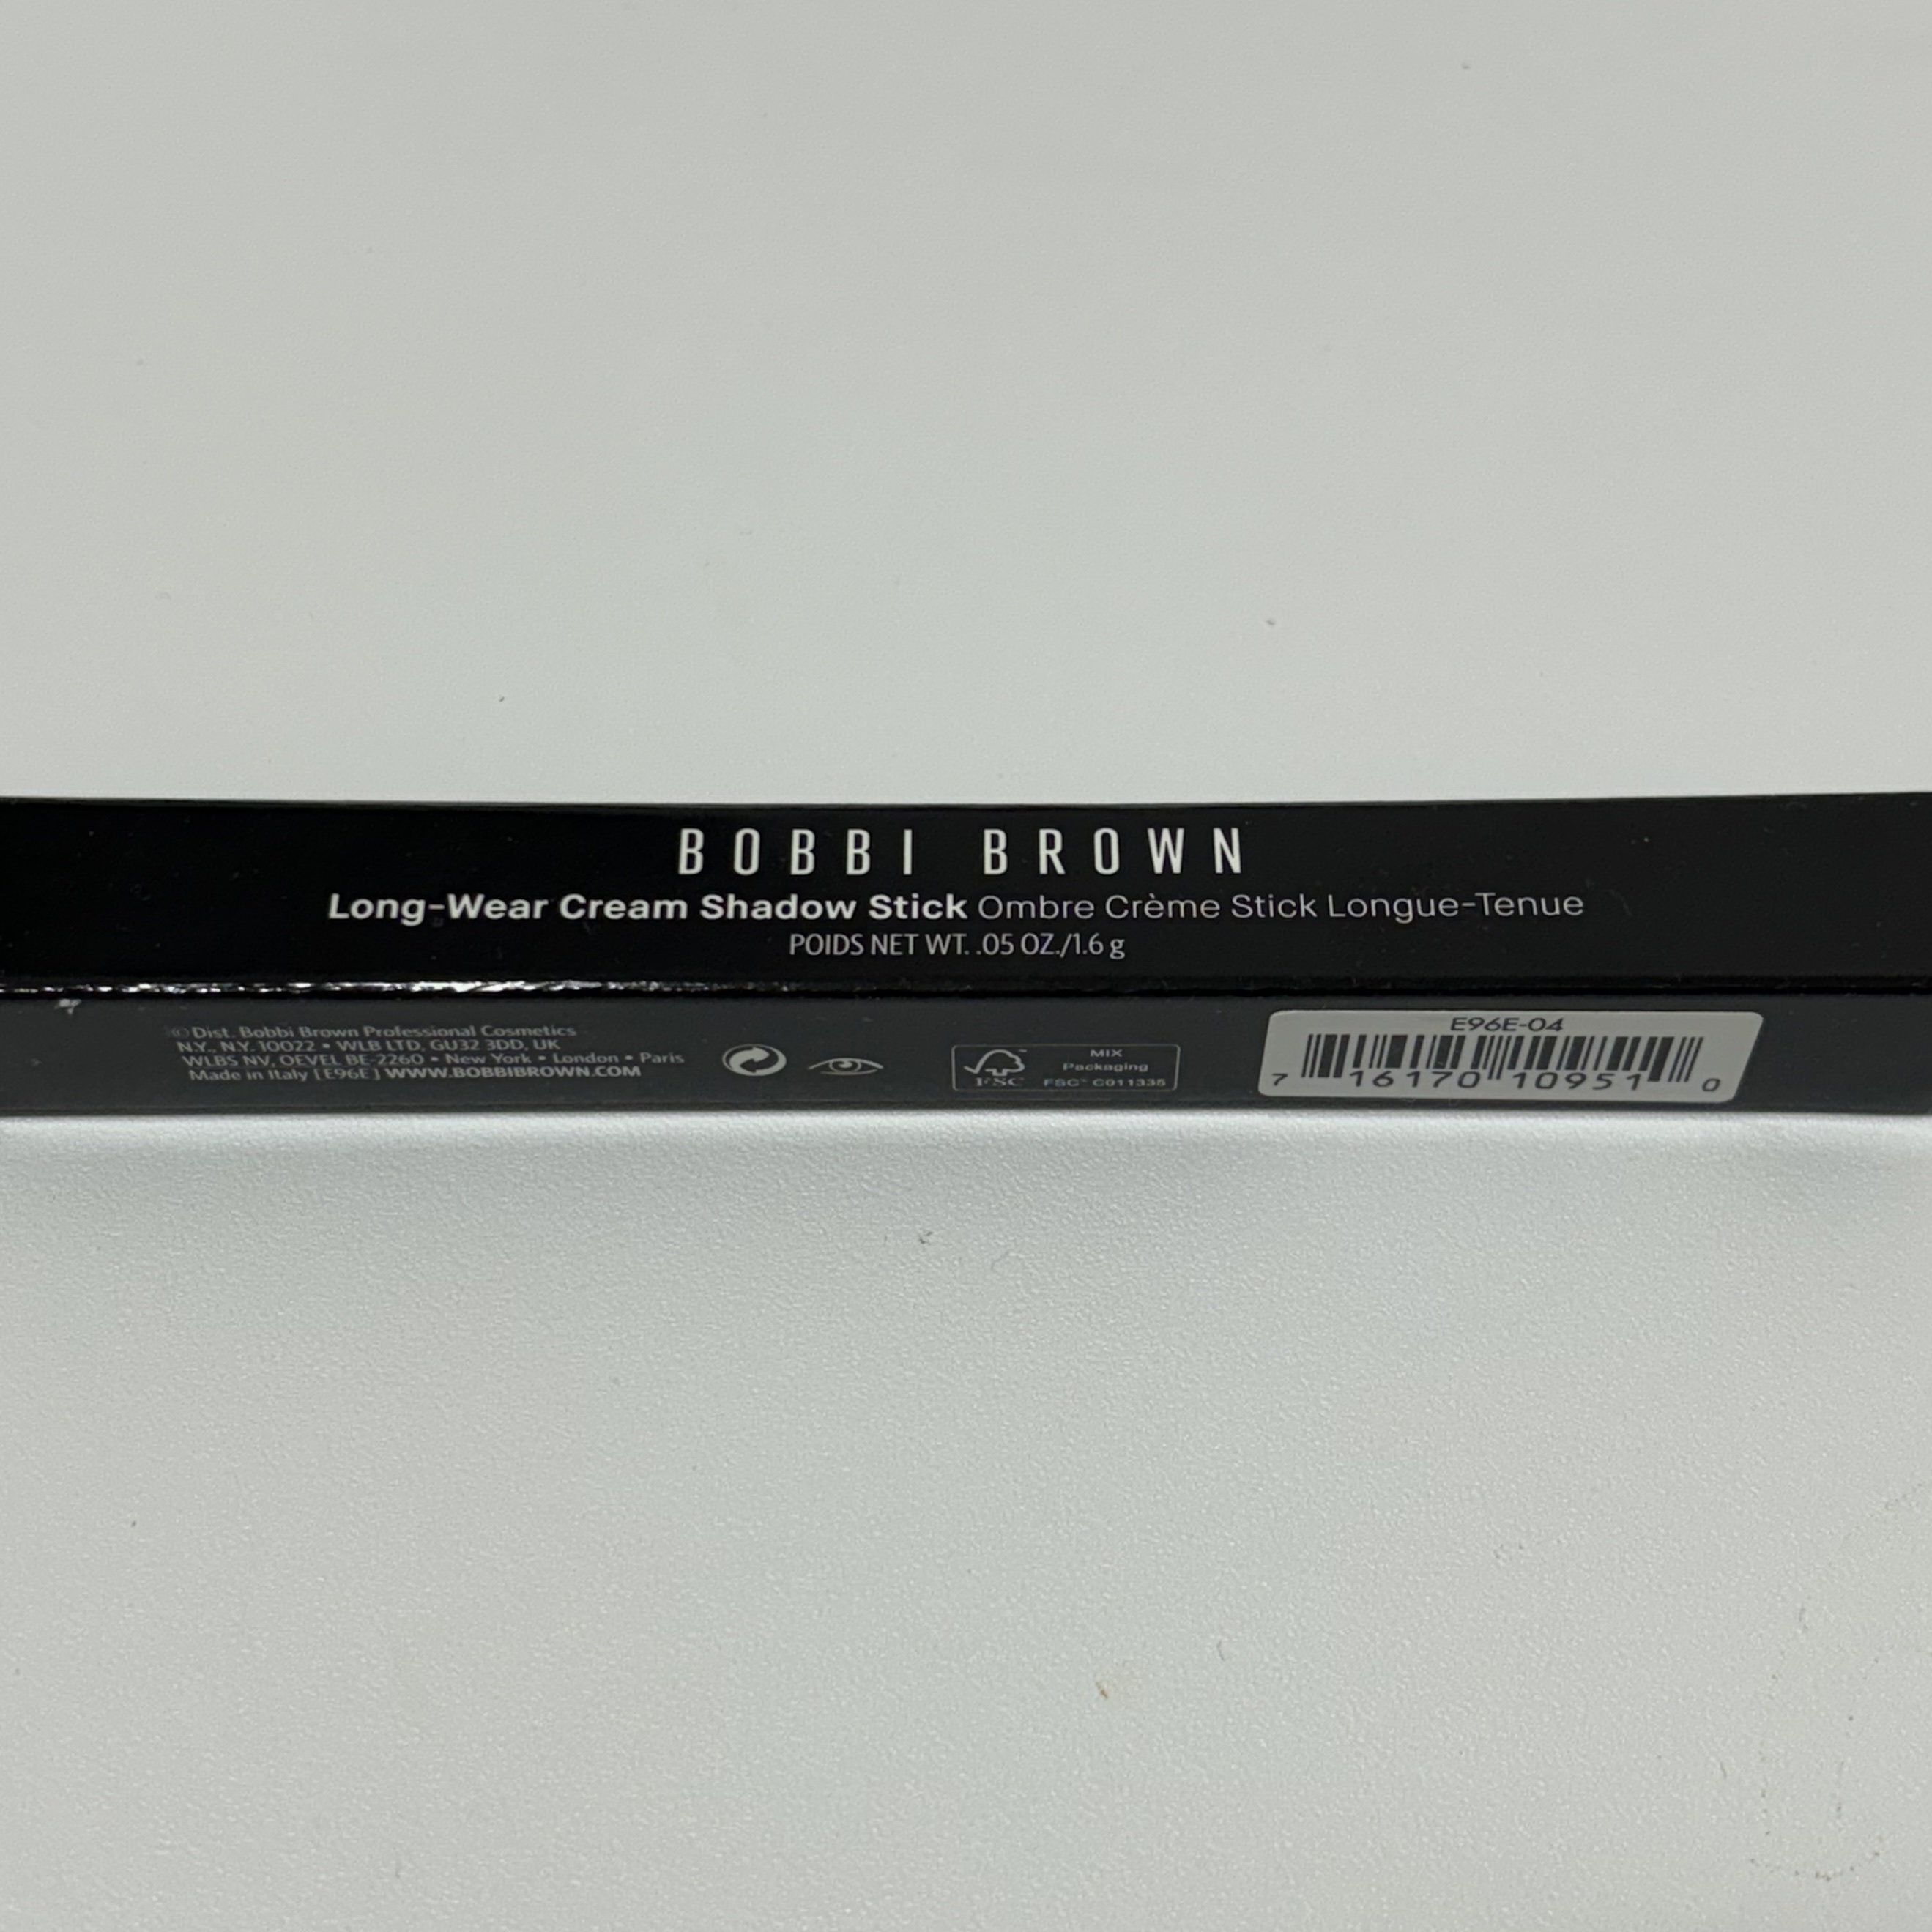 BOBBI BROWN
Long-Wear Cream Shadow Stick Ombre Crème Stick Longue-Tenue
POIDS NET WT. .05 OZ./1.6 g
© Dist. Bobbi Brown Professional Cosmetics
N.Y., N.Y. 10022 • WLB LTD, GU32 3DD, UK
WLBS NV, OEVEL BE-2260 • New York • London • Paris
Made in Italy [E96E] WWW.BOBBIBROWN.COM
FSC™
MIX
Packaging
FSC™ C011335
E96E-04
7 16170 10951 0